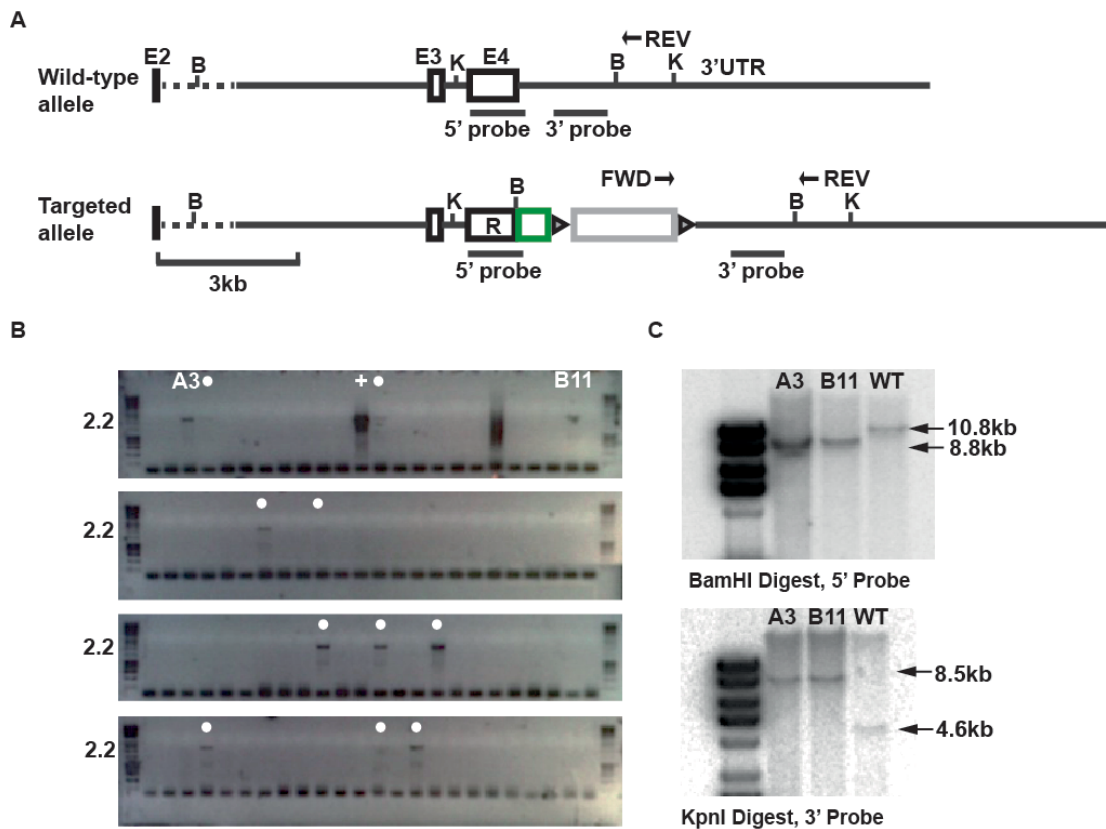 A
E2
B
E3
K
E4
B
REV
K
3'UTR
Wild-type
allele
5' probe
3' probe
FWD
REV
B
K
B
B
K
Targeted
allele
R
5' probe
3' probe
3kb
B
A3
+
B11
2.2
2.2
2.2
2.2
C
A3 B11 WT
10.8kb
8.8kb
BamHI Digest, 5' Probe
A3 B11 WT
8.5kb
4.6kb
KpnI Digest, 3' Probe